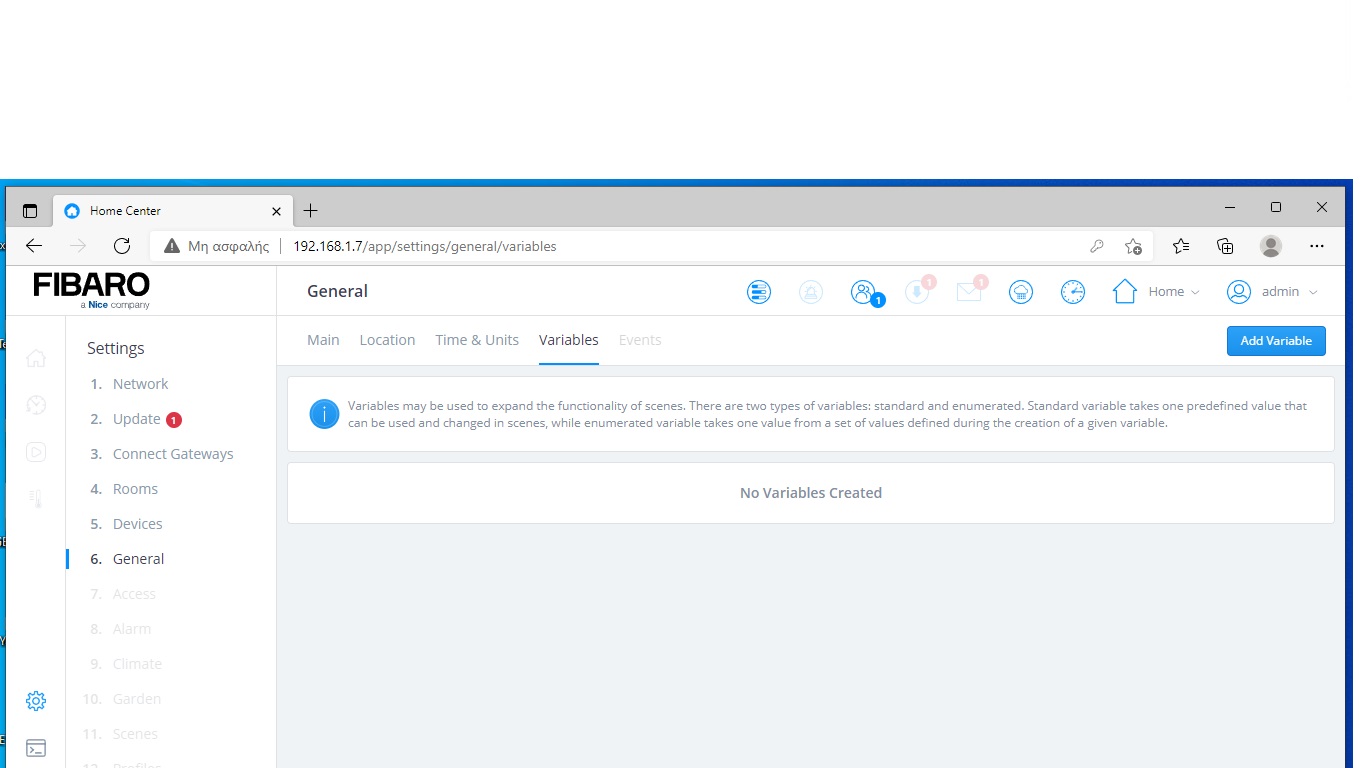 Home Center
Μη ασφαλής
192.168.1.7/app/settings/general/variables
FIBARO
a Nice company
General
1
1
1
Home
admin
Settings
1. Network
2. Update 1
3. Connect Gateways
4. Rooms
5. Devices
6. General
7. Access
8. Alarm
9. Climate
10. Garden
11. Scenes
12. Profiles
Main
Location
Time & Units
Variables
Events
Add Variable
Variables may be used to expand the functionality of scenes. There are two types of variables: standard and enumerated. Standard variable takes one predefined value that
can be used and changed in scenes, while enumerated variable takes one value from a set of values defined during the creation of a given variable.
No Variables Created